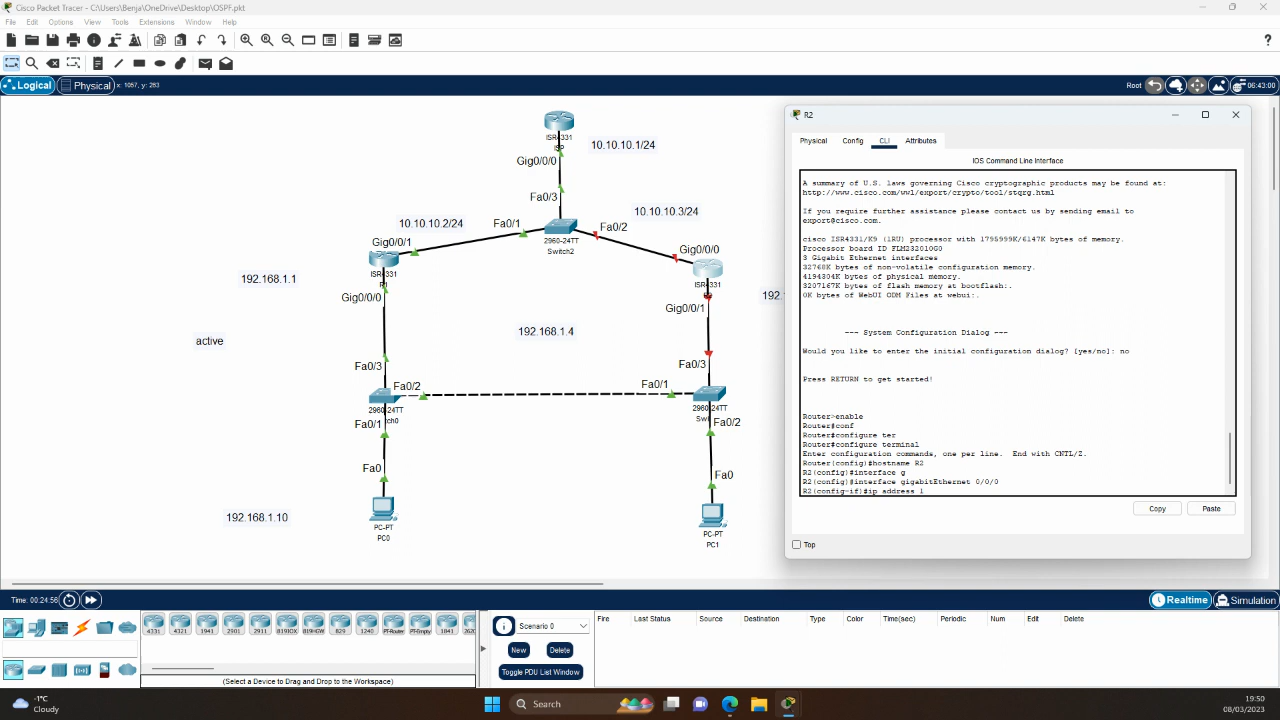 Cisco Packet Tracer - C:\Users\Benja\OneDrive\Desktop\OSPF.pkt
File Edit Options View Tools Extensions Window Help
Logical Physical x: 1057, y: 283
Root 06:43:00
ISR4331
10.10.10.1/24
Gig0/0/0
Fa0/3
10.10.10.2/24
Fa0/1
10.10.10.3/24
Fa0/2
2960-24TT
Switch2
Gig0/0/1
Gig0/0/0
ISR4331
ISR4331
192.168.1.1
Gig0/0/0
192.
Gig0/0/1
active
192.168.1.4
Fa0/3
Fa0/3
Fa0/2
Fa0/1
2960-24TT
2960-24TT
Fa0/1
Fa0/2
Fa0
Fa0
192.168.1.10
PC-PT
PC0
PC-PT
PC1
R2
Physical Config CLI Attributes
IOS Command Line Interface
A summary of U.S. laws governing Cisco cryptographic products may be found at:
http://www.cisco.com/wwl/export/crypto/tool/stqrg.html
If you require further assistance please contact us by sending email to
export@cisco.com.
cisco ISR4331/K9 (1RU) processor with 1795999K/6147K bytes of memory.
Processor board ID FLM232010G0
3 Gigabit Ethernet interfaces
32768K bytes of non-volatile configuration memory.
4194304K bytes of physical memory.
3207167K bytes of flash memory at bootflash:.
0K bytes of WebUI ODM Files at webui:.
--- System Configuration Dialog ---
Would you like to enter the initial configuration dialog? [yes/no]: no
Press RETURN to get started!
Router>enable
Router#conf
Router#configure ter
Router#configure terminal
Enter configuration commands, one per line. End with CNTL/Z.
Router(config)#hostname R2
R2(config)#interface g
R2(config)#interface gigabitEthernet 0/0/0
R2(config-if)#ip address 1
Copy Paste
Top
Time: 00:24:56
Realtime Simulation
4331 4321 1941 2901 2911 819IOX 819HGW 829 1240 PT-Router PT-Empty 1841
(Select a Device to Drag and Drop to the Workspace)
Scenario 0
New Delete
Toggle PDU List Window
Fire Last Status Source Destination Type Color Time(sec) Periodic Num Edit Delete
-1°C
Cloudy
Search
19:50
08/03/2023